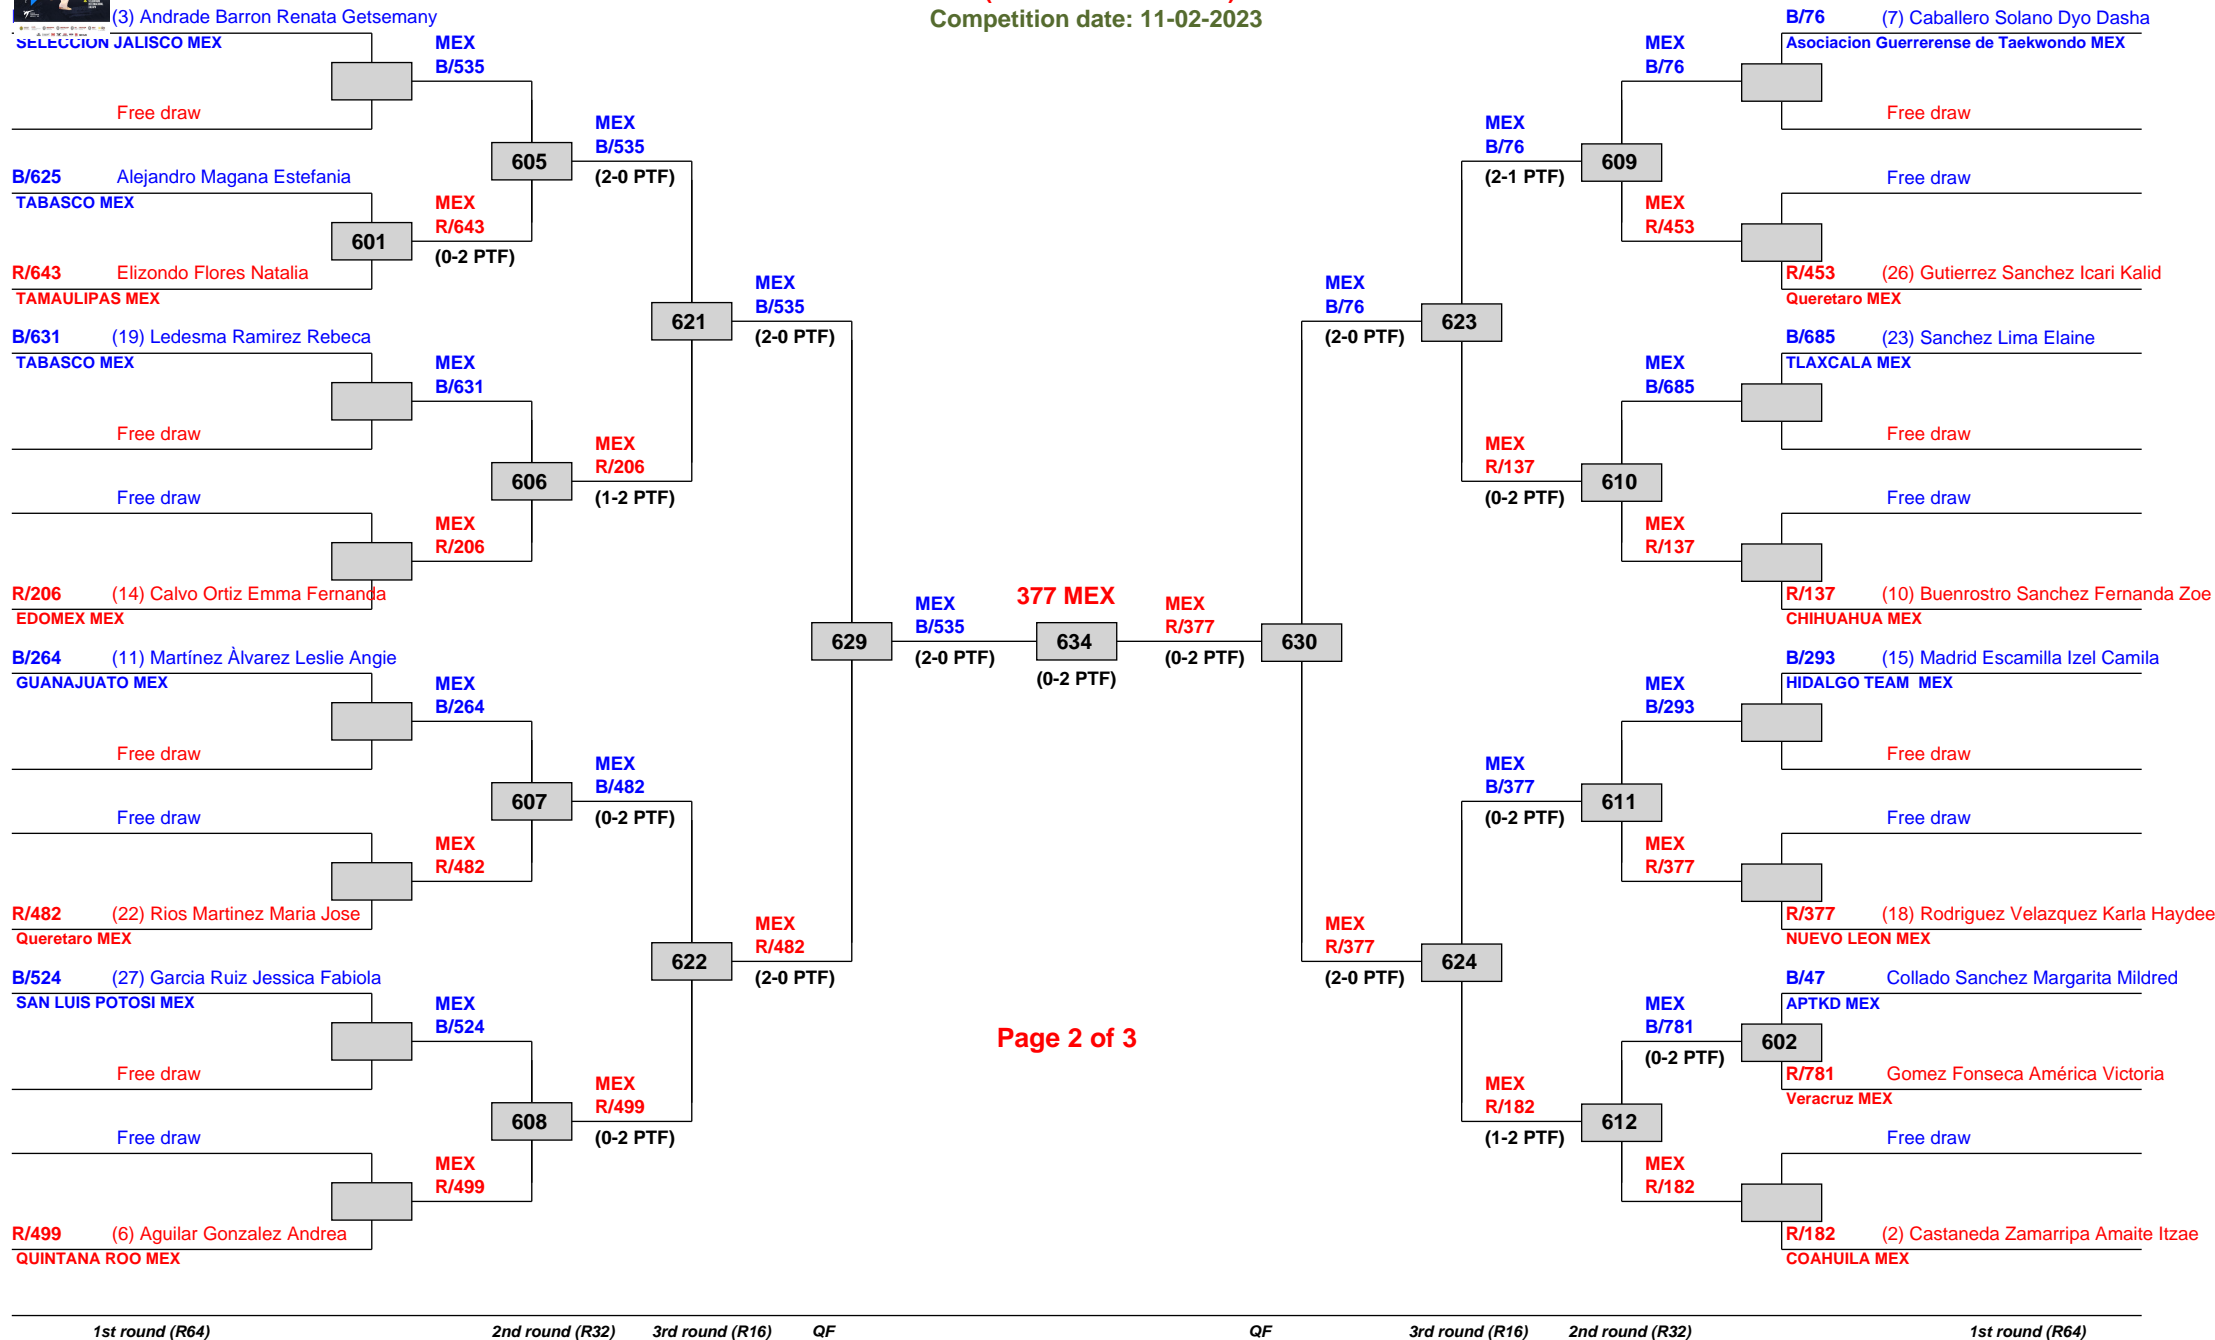 (3) Andrade Barron Renata Getsemany
SELECCION JALISCO MEX
Free draw
B/625 Alejandro Magana Estefania
TABASCO MEX
R/643 Elizondo Flores Natalia
TAMAULIPAS MEX
B/631 (19) Ledesma Ramirez Rebeca
TABASCO MEX
Free draw
Free draw
R/206 (14) Calvo Ortiz Emma Fernanda
EDOMEX MEX
B/264 (11) Martínez Àlvarez Leslie Angie
GUANAJUATO MEX
Free draw
Free draw
R/482 (22) Rios Martinez Maria Jose
Queretaro MEX
B/524 (27) Garcia Ruiz Jessica Fabiola
SAN LUIS POTOSI MEX
Free draw
Free draw
R/499 (6) Aguilar Gonzalez Andrea
QUINTANA ROO MEX
MEX
B/535
601
MEX
R/643
(0-2 PTF)
MEX
B/631
MEX
R/206
MEX
B/264
MEX
R/482
MEX
B/524
MEX
R/499
605
MEX
B/535
(2-0 PTF)
606
MEX
R/206
(1-2 PTF)
607
MEX
B/482
(0-2 PTF)
608
MEX
R/499
(0-2 PTF)
621
MEX
B/535
(2-0 PTF)
622
MEX
R/482
(2-0 PTF)
629
MEX
B/535
(2-0 PTF)
Competition date: 11-02-2023
377 MEX
634
(0-2 PTF)
Page 2 of 3
MEX
R/377
(0-2 PTF)
630
MEX
B/76
(2-0 PTF)
623
MEX
R/377
(2-0 PTF)
624
MEX
B/76
(2-1 PTF)
609
MEX
R/137
(0-2 PTF)
610
MEX
B/377
(0-2 PTF)
611
MEX
R/182
(1-2 PTF)
612
MEX
B/76
MEX
R/453
MEX
B/685
MEX
R/137
MEX
B/293
MEX
R/377
MEX
B/781
(0-2 PTF)
602
MEX
R/182
B/76 (7) Caballero Solano Dyo Dasha
Asociacion Guerrerense de Taekwondo MEX
Free draw
Free draw
R/453 (26) Gutierrez Sanchez Icari Kalid
Queretaro MEX
B/685 (23) Sanchez Lima Elaine
TLAXCALA MEX
Free draw
Free draw
R/137 (10) Buenrostro Sanchez Fernanda Zoe
CHIHUAHUA MEX
B/293 (15) Madrid Escamilla Izel Camila
HIDALGO TEAM MEX
Free draw
Free draw
R/377 (18) Rodriguez Velazquez Karla Haydee
NUEVO LEON MEX
B/47 Collado Sanchez Margarita Mildred
APTKD MEX
R/781 Gomez Fonseca América Victoria
Veracruz MEX
Free draw
R/182 (2) Castaneda Zamarripa Amaite Itzae
COAHUILA MEX
1st round (R64) 2nd round (R32) 3rd round (R16) QF QF 3rd round (R16) 2nd round (R32) 1st round (R64)